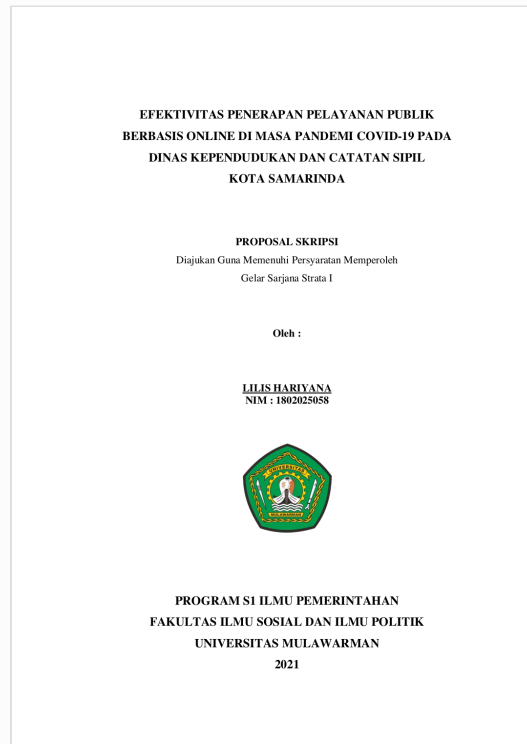 EFEKTIVITAS PENERAPAN PELAYANAN PUBLIK
BERBASIS ONLINE DI MASA PANDEMI COVID-19 PADA
DINAS KEPENDUDUKAN DAN CATATAN SIPIL
KOTA SAMARINDA
PROPOSAL SKRIPSI
Diajukan Guna Memenuhi Persyaratan Memperoleh
Gelar Sarjana Strata I
Oleh :
LILIS HARIYANA
NIM : 1802025058
UNIVERSITAS
MULAWARMAN
PROGRAM S1 ILMU PEMERINTAHAN
FAKULTAS ILMU SOSIAL DAN ILMU POLITIK
UNIVERSITAS MULAWARMAN
2021